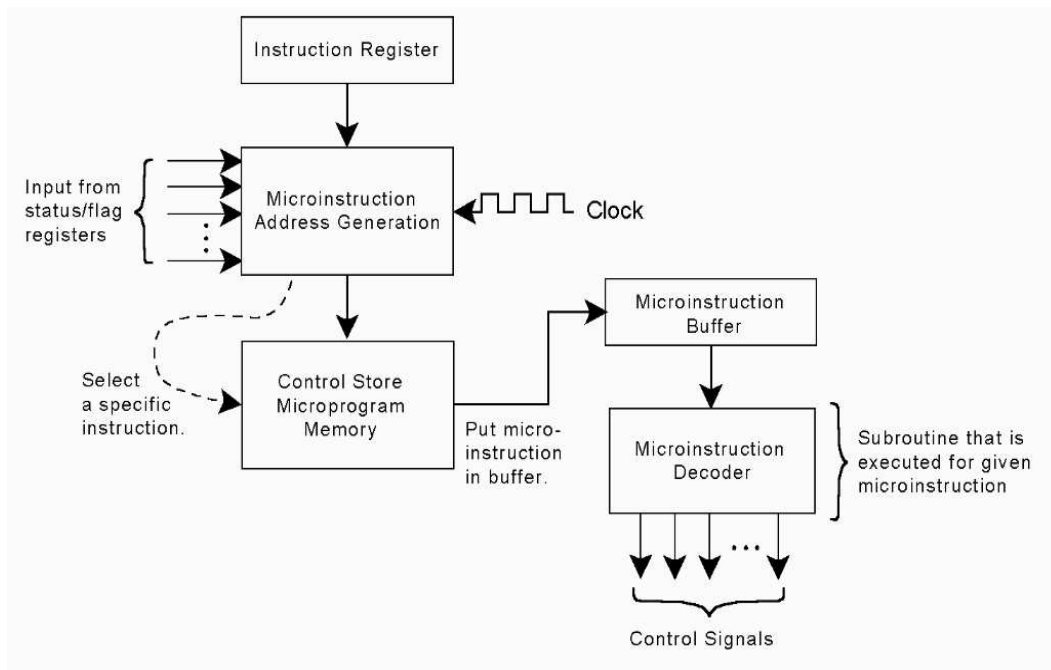 Instruction Register
Input from
status/flag
registers
Microinstruction
Address Generation
Clock
Select
a specific
instruction.
Control Store
Microprogram
Memory
Put micro-
instruction
in buffer.
Microinstruction
Buffer
Microinstruction
Decoder
Subroutine that is
executed for given
microinstruction
Control Signals